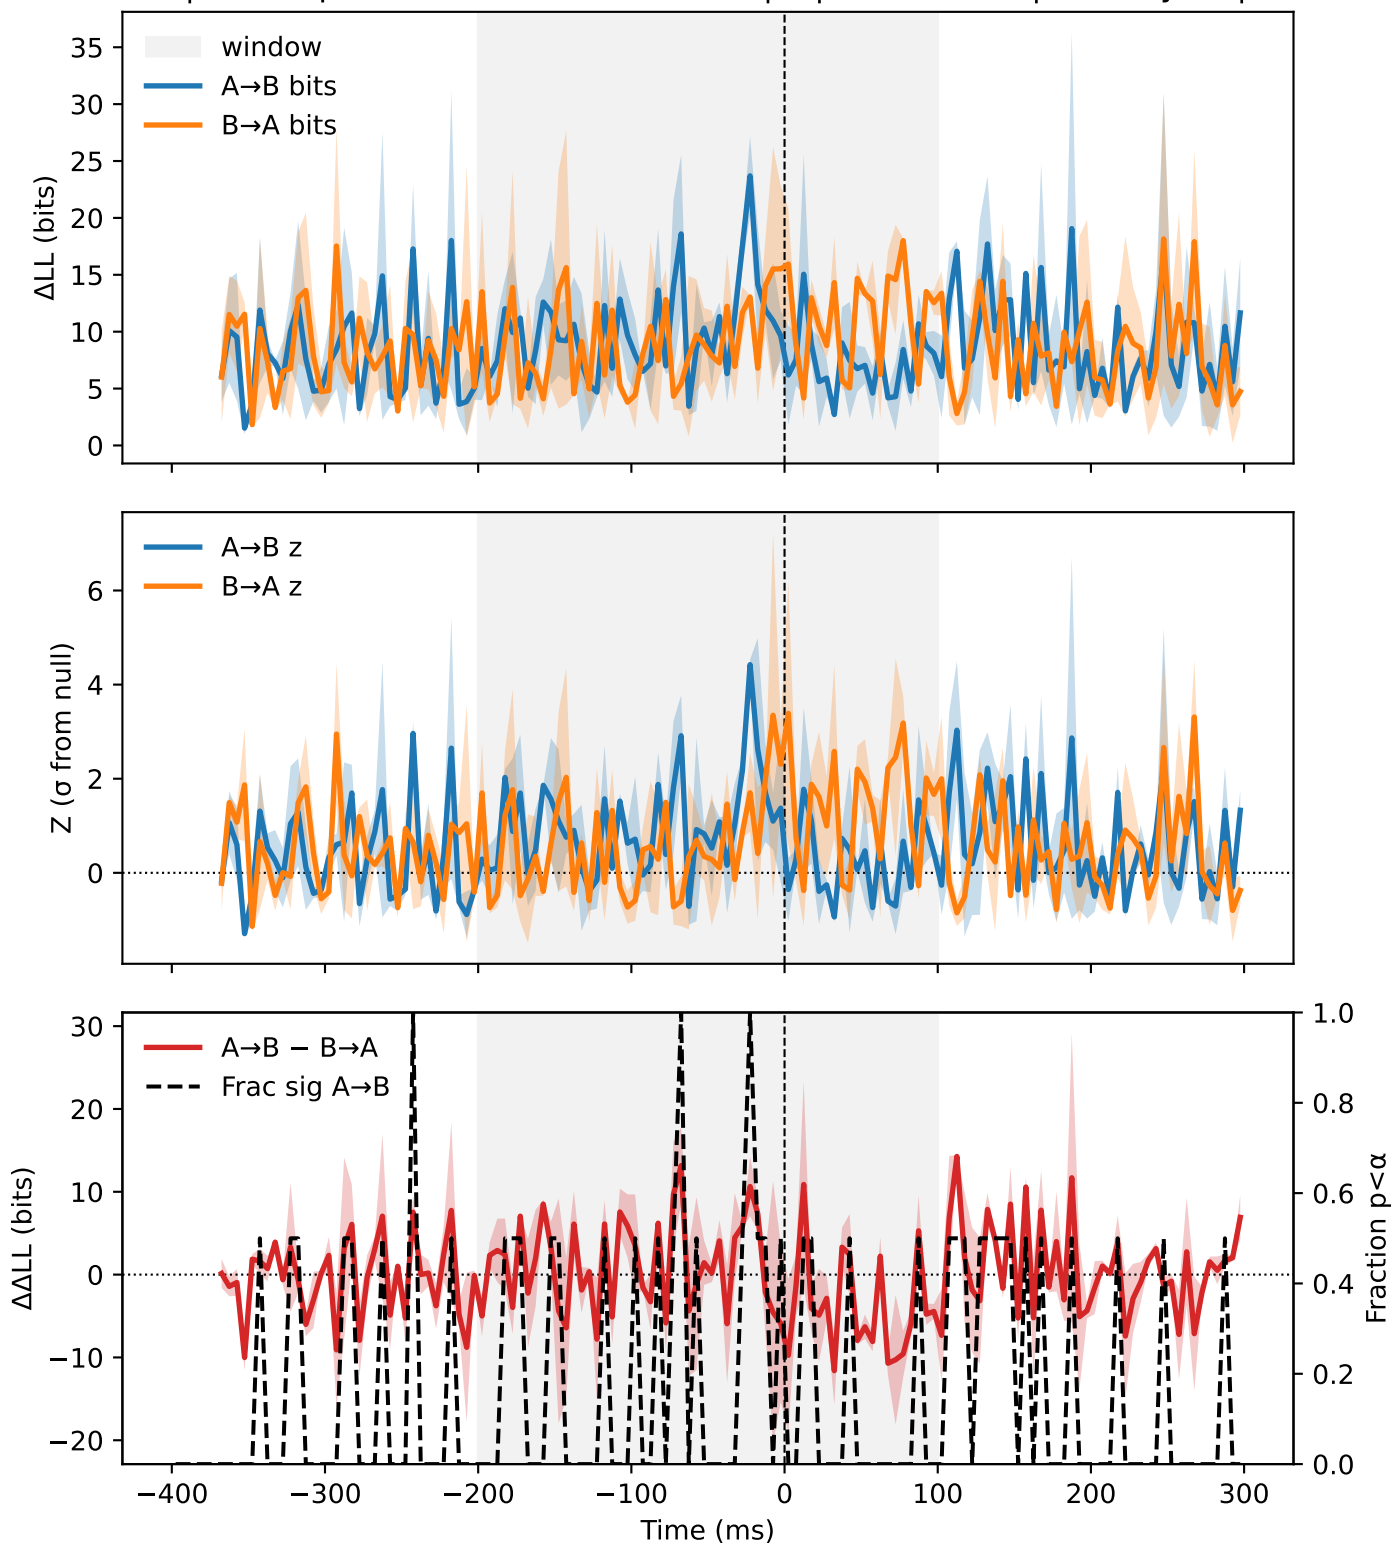 window
A→B bits
B→A bits
ΔLL (bits)
35
30
25
20
15
10
5
0
A→B z
B→A z
Z (σ from null)
6
4
2
0
A→B − B→A
Frac sig A→B
ΔΔLL (bits)
30
20
10
0
−10
−20
1.0
0.8
0.6
0.4
0.2
0.0
Fraction p<α
−400
−300
−200
−100
0
100
200
300
Time (ms)